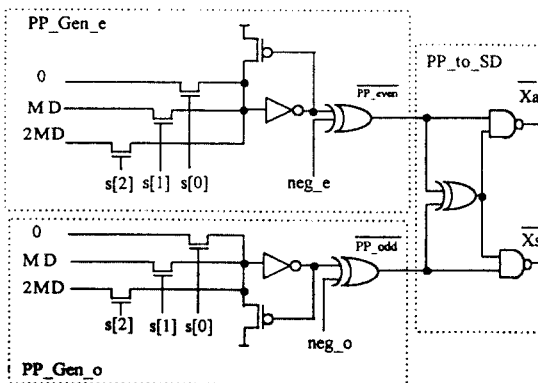 PP_Gen_e
0
MD
2MD
s[2]
s[1]
s[0]
PP_even
neg_e
PP_to_SD
Xa
Xs
0
MD
2MD
s[2]
s[1]
s[0]
PP_odd
neg_o
PP_Gen_o